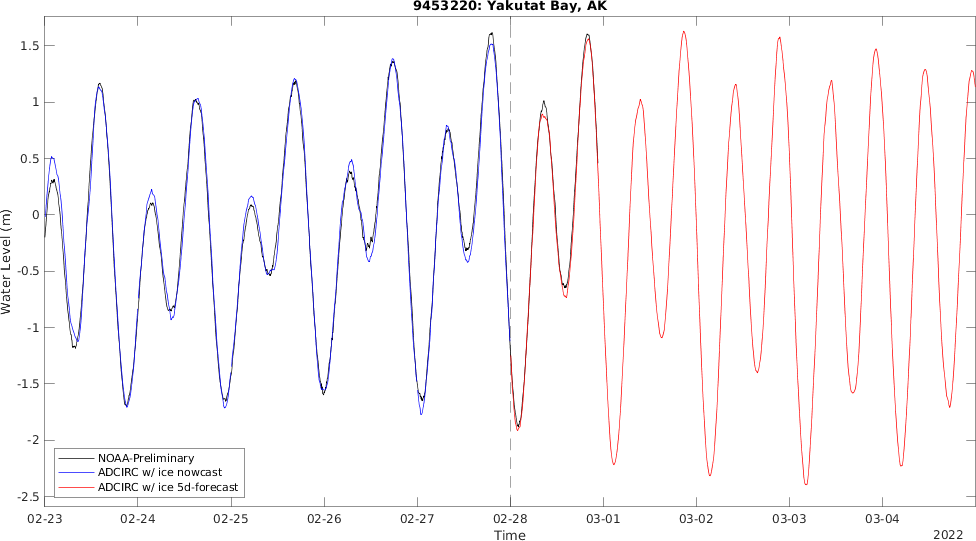 9453220: Yakutat Bay, AK
Water Level (m)
1.5
1
0.5
0
-0.5
-1
-1.5
-2
-2.5
NOAA-Preliminary
ADCIRC w/ ice nowcast
ADCIRC w/ ice 5d-forecast
02-23 02-24 02-25 02-26 02-27 02-28 03-01 03-02 03-03 03-04
Time
2022